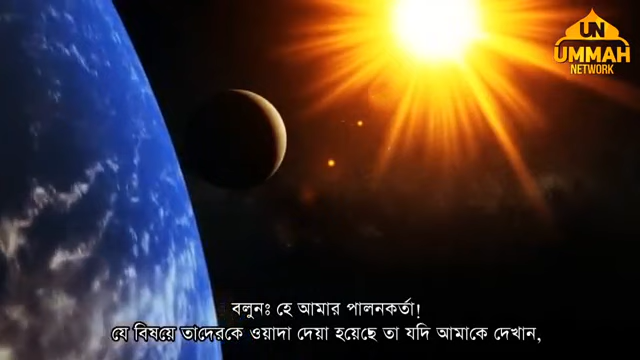 UN
UMMAH
NETWORK
বলুনঃ হে আমার পালনকর্তা!
যে বিষয়ে তাদেরকে ওয়াদা দেয়া হয়েছে তা যদি আমাকে দেখান,